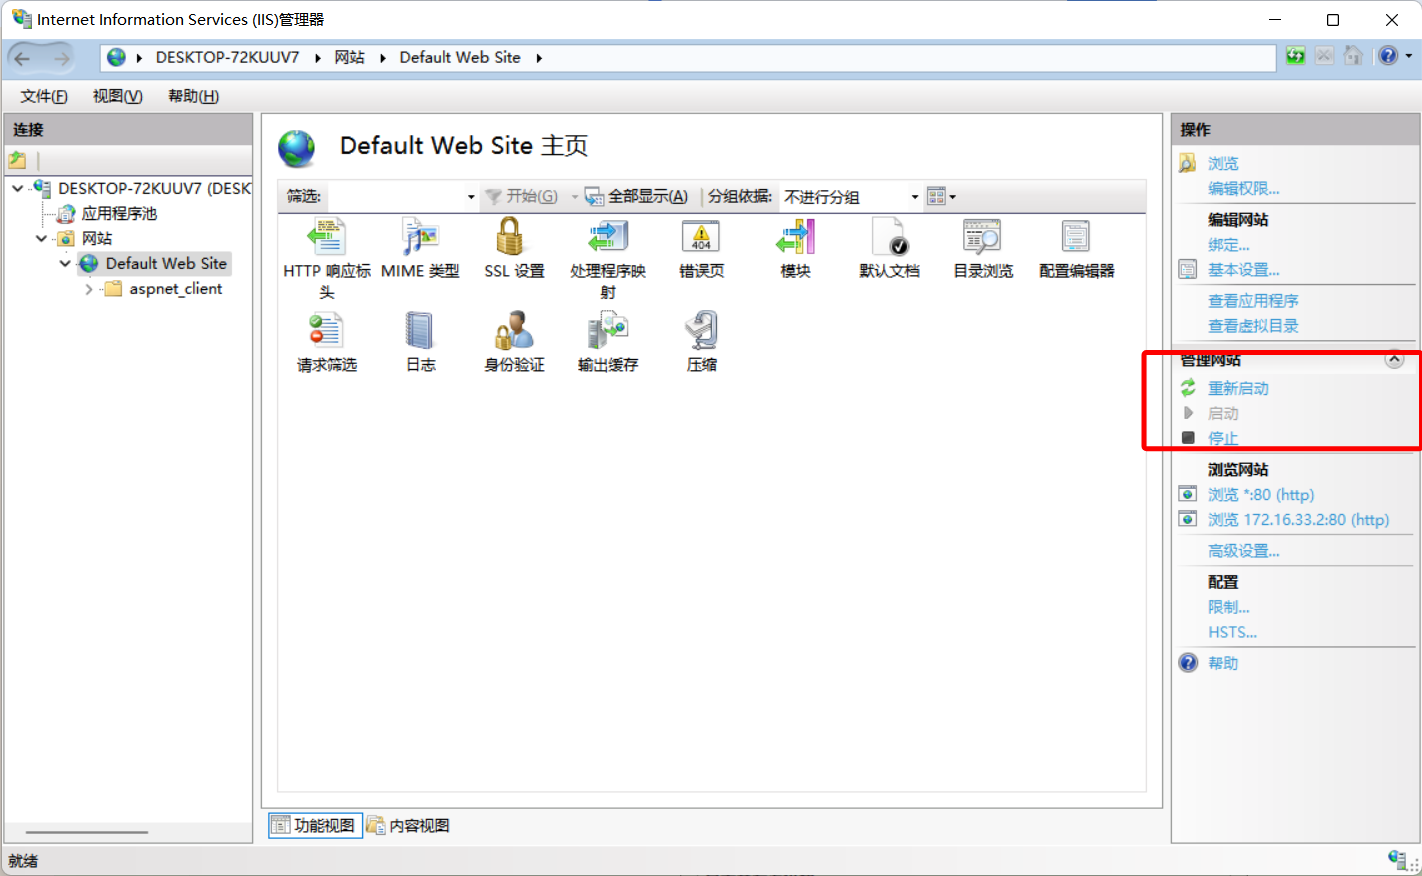 Internet Information Services (IIS)管理器
DESKTOP-72KUUV7 网站 Default Web Site
文件(F) 视图(V) 帮助(H)
连接
DESKTOP-72KUUV7 (DESK
应用程序池
网站
Default Web Site
aspnet_client
Default Web Site 主页
筛选: 开始(G) 全部显示(A) 分组依据: 不进行分组
HTTP 响应标头
MIME 类型
SSL 设置
处理程序映射
404
错误页
模块
默认文档
目录浏览
配置编辑器
请求筛选
日志
身份验证
输出缓存
压缩
功能视图 内容视图
操作
浏览
编辑权限...
编辑网站
绑定...
基本设置...
查看应用程序
查看虚拟目录
管理网站
重新启动
启动
停止
浏览网站
浏览 *:80 (http)
浏览 172.16.33.2:80 (http)
高级设置...
配置
限制...
HSTS...
帮助
就绪